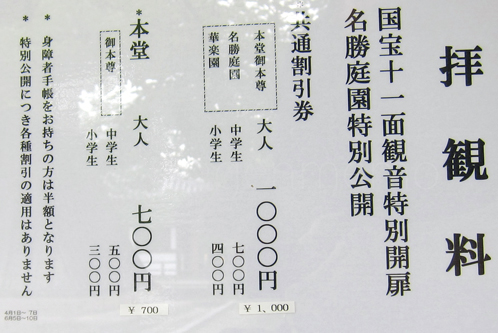 拝観料
国宝十一面観音特別開扉
名勝庭園特別公開
共通割引券
本堂御本尊
名勝庭園
華楽園
大人 一〇〇〇円
中学生 七〇〇円
小学生 四〇〇円
¥ 1,000
*本堂
御本尊
大人 七〇〇円
中学生 五〇〇円
小学生 三〇〇円
¥ 700
* 身障者手帳をお持ちの方は半額となります
* 特別公開につき各種割引の適用はありません